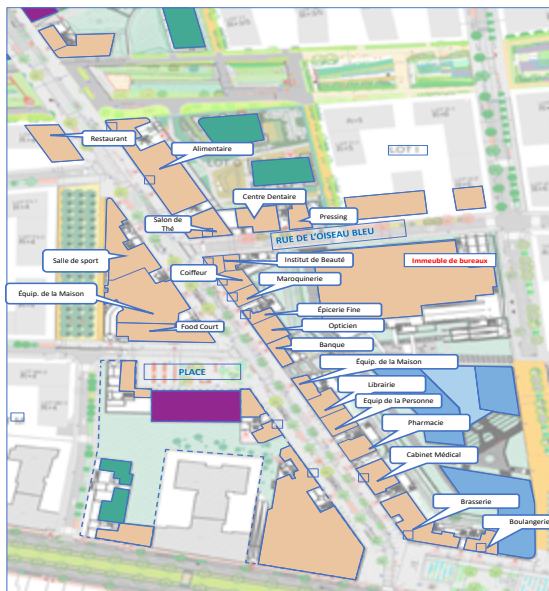 Restaurant
Alimentaire
LOT I
Centre Dentaire
Salon de
Thé
Pressing
RUE DE L'OISEAU BLEU
Salle de sport
Institut de Beauté
Immeuble de bureaux
Coiffeur
Maroquinerie
Équip. de la Maison
Épicerie Fine
Food Court
Opticien
Banque
Équip. de la Maison
PLACE
Librairie
Équip de la Personne
Pharmacie
Cabinet Médical
Brasserie
Boulangerie